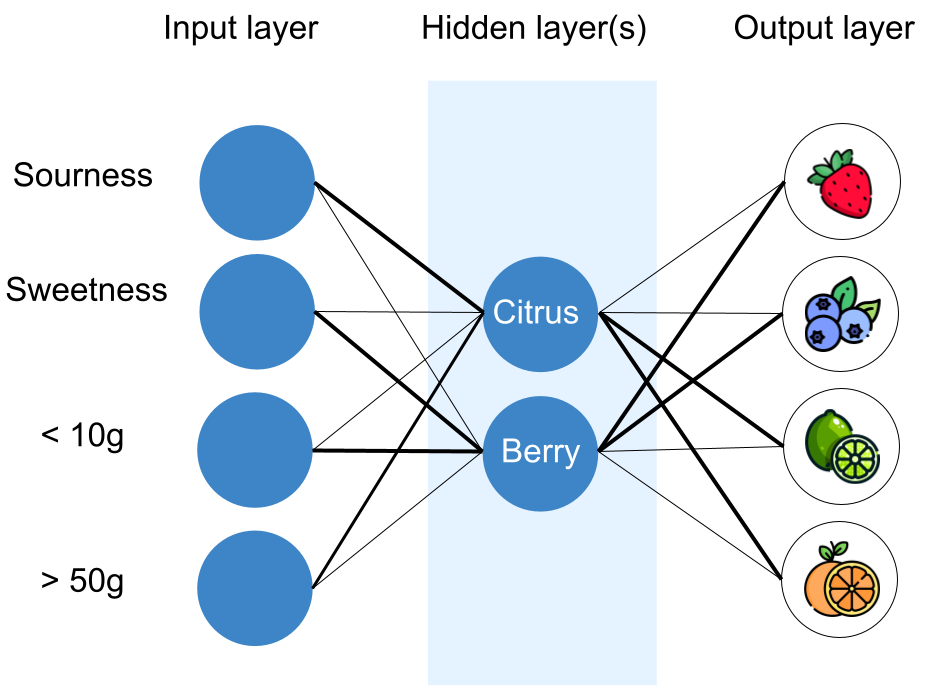 Input layer
Hidden layer(s)
Output layer
Sourness
Sweetness
< 10g
> 50g
Citrus
Berry